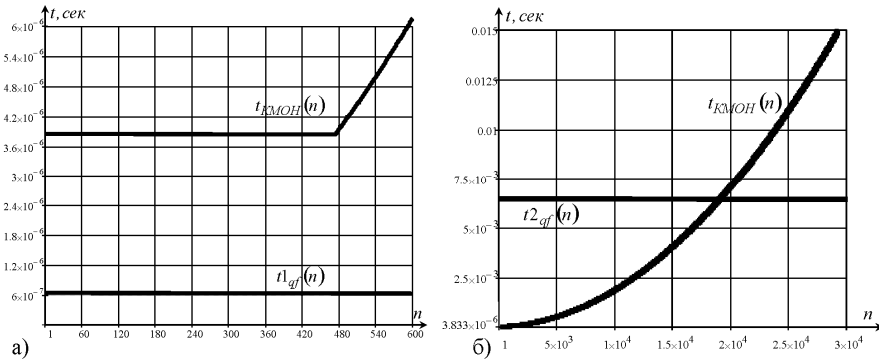 t, сек
6×10⁻⁶
5.4×10⁻⁶
4.8×10⁻⁶
4.2×10⁻⁶
3.6×10⁻⁶
3×10⁻⁶
2.4×10⁻⁶
1.8×10⁻⁶
1.2×10⁻⁶
6×10⁻⁷
tКМОН(n)
t1qf(n)
n
1 60 120 180 240 300 360 420 480 540 600
а)
t, сек
0.015
0.0125
0.01
7.5×10⁻³
5×10⁻³
2.5×10⁻³
3.833×10⁻⁶
tКМОН(n)
t2qf(n)
n
1 5×10³ 1×10⁴ 1.5×10⁴ 2×10⁴ 2.5×10⁴ 3×10⁴
б)